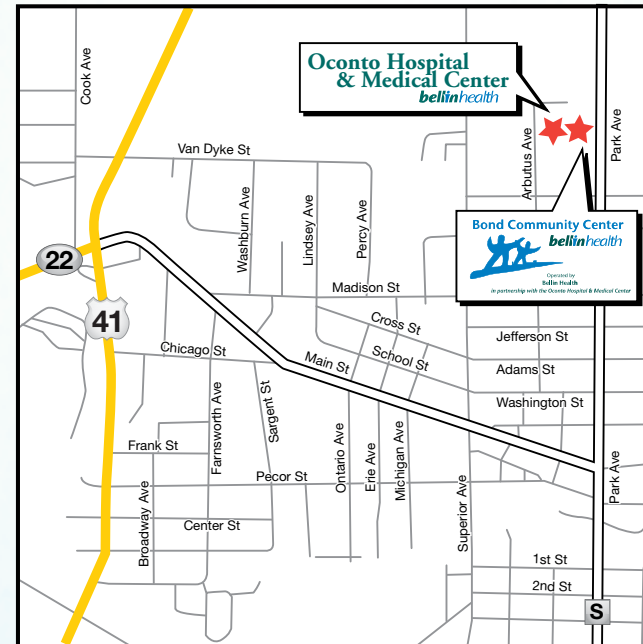 Cook Ave
Oconto Hospital
& Medical Center
bellinhealth
Park Ave
Arbutus Ave
Van Dyke St
Washburn Ave
Lindsey Ave
Percy Ave
Bond Community Center
bellinhealth
Operated by
Bellin Health
in partnership with the Oconto Hospital & Medical Center
22
Madison St
41
Cross St
Jefferson St
Chicago St
Main St
School St
Adams St
Washington St
Farnsworth Ave
Sargent St
Ontario Ave
Erie Ave
Michigan Ave
Frank St
Pecor St
Superior Ave
Park Ave
Broadway Ave
Center St
1st St
2nd St
S